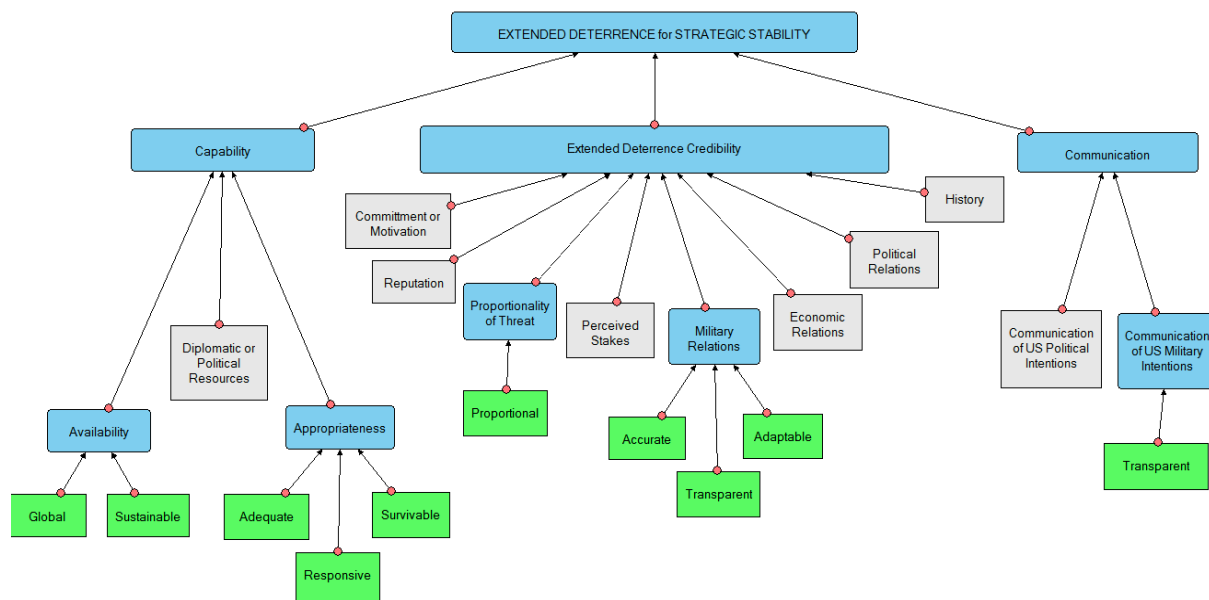 EXTENDED DETERRENCE for STRATEGIC STABILITY
Capability
Extended Deterrence Credibility
Communication
Committment or
Motivation
History
Reputation
Political
Relations
Proportionality
of Threat
Perceived
Stakes
Military
Relations
Economic
Relations
Diplomatic or
Political
Resources
Communication
of US Political
Intentions
Communication
of US Military
Intentions
Availability
Appropriateness
Proportional
Accurate
Adaptable
Transparent
Transparent
Global
Sustainable
Adequate
Survivable
Responsive